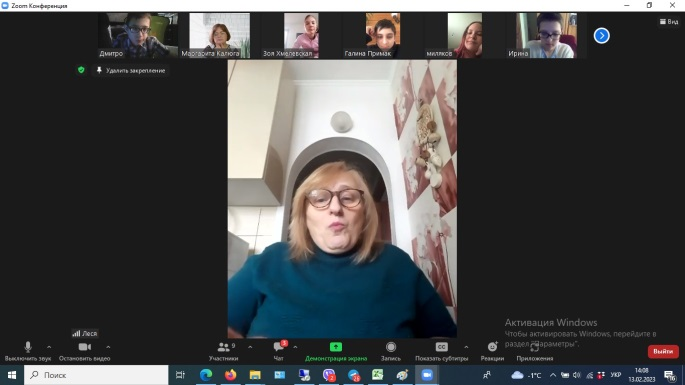 Zoom Конференция
Вид
Дмитро
Маргарита Калюга
Зоя Хмелевская
Галина Примак
миляков
Ирина
Удалить закрепление
Леся
Активация Windows
Чтобы активировать Windows, перейдите в
раздел "Параметры".
Выключить звук
Остановить видео
9
Участники
3
Чат
Демонстрация экрана
Запись
CC
Показать субтитры
Реакции
Приложения
Выйти
Поиск
-1°C
УКР
14:08
13.02.2023